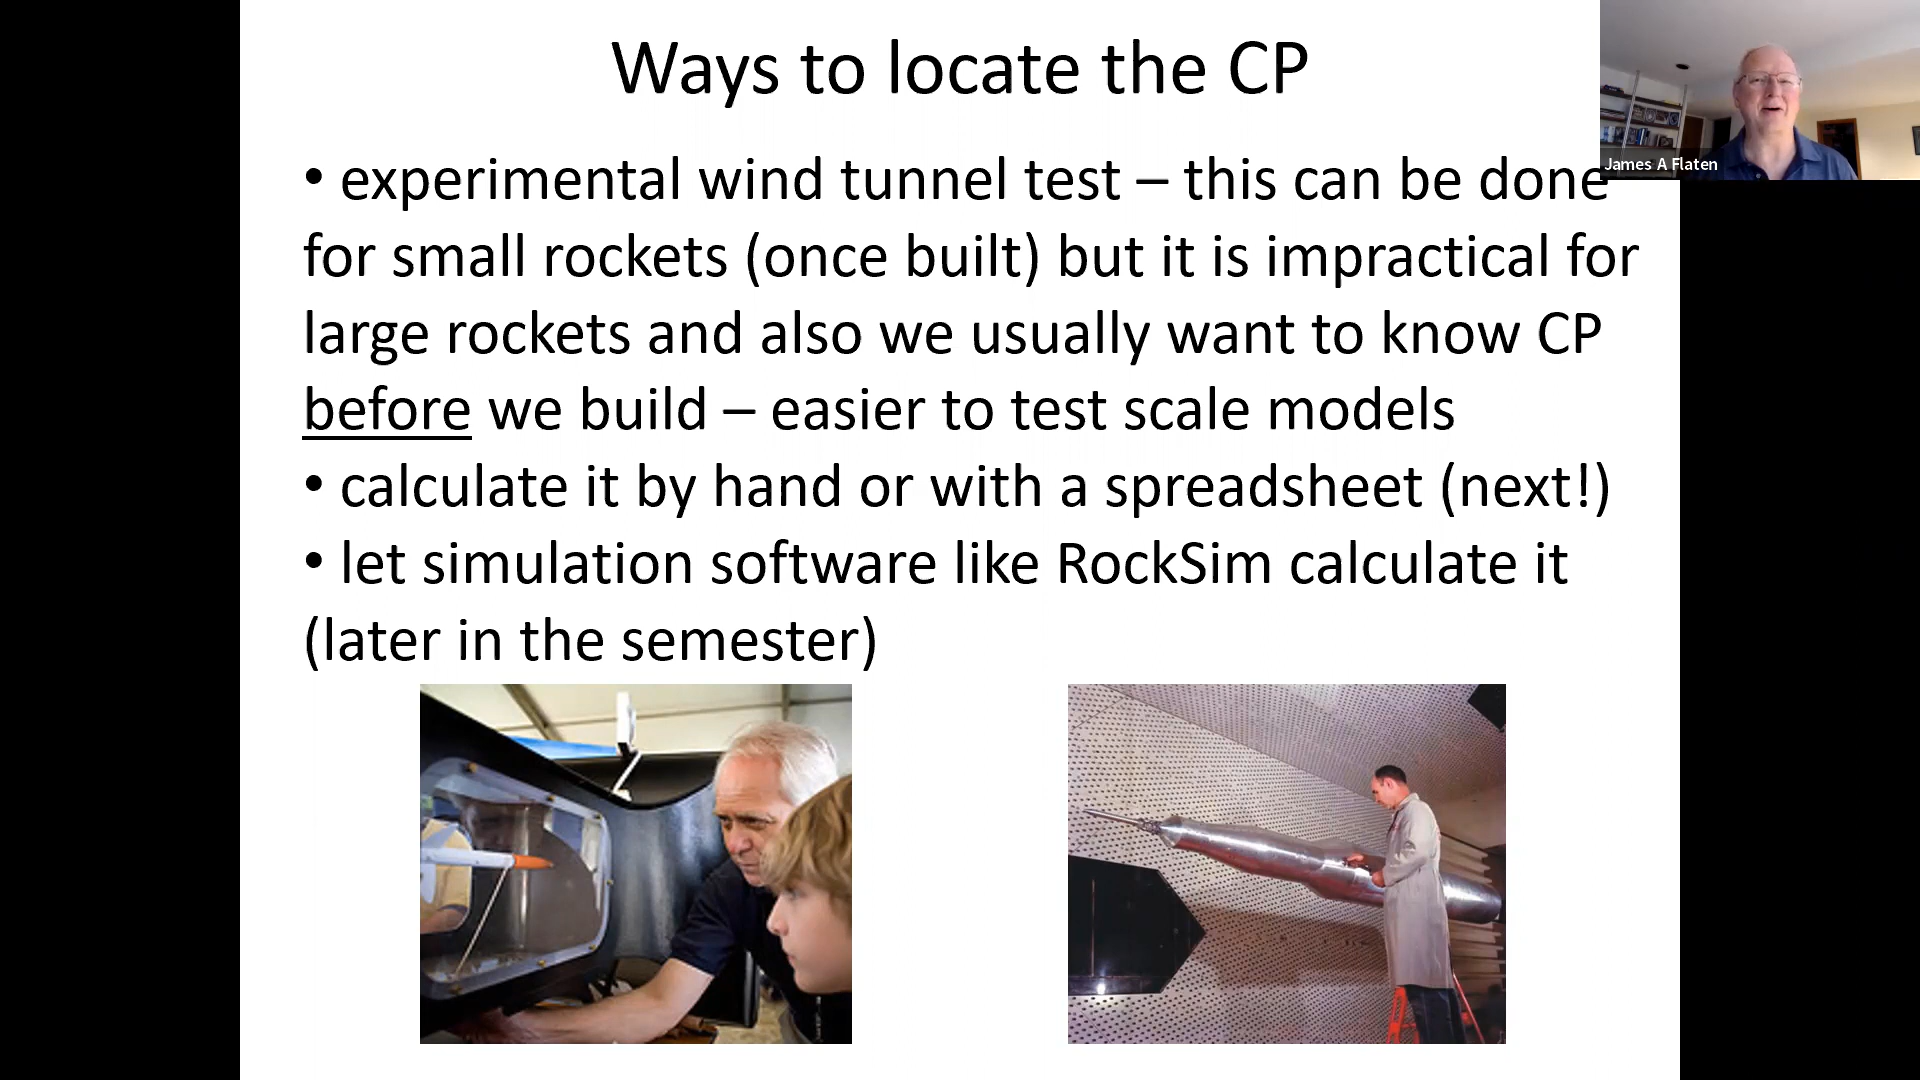 Ways to locate the CP
James A Flaten
• experimental wind tunnel test – this can be done
for small rockets (once built) but it is impractical for
large rockets and also we usually want to know CP
before we build – easier to test scale models
• calculate it by hand or with a spreadsheet (next!)
• let simulation software like RockSim calculate it
(later in the semester)